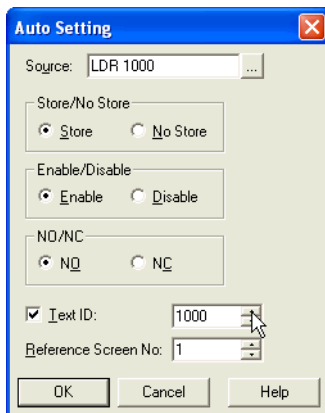 Auto Setting
Source: LDR 1000 ...
Store/No Store
Store No Store
Enable/Disable
Enable Disable
NO/NC
NO NC
Text ID: 1000
Reference Screen No: 1
OK Cancel Help